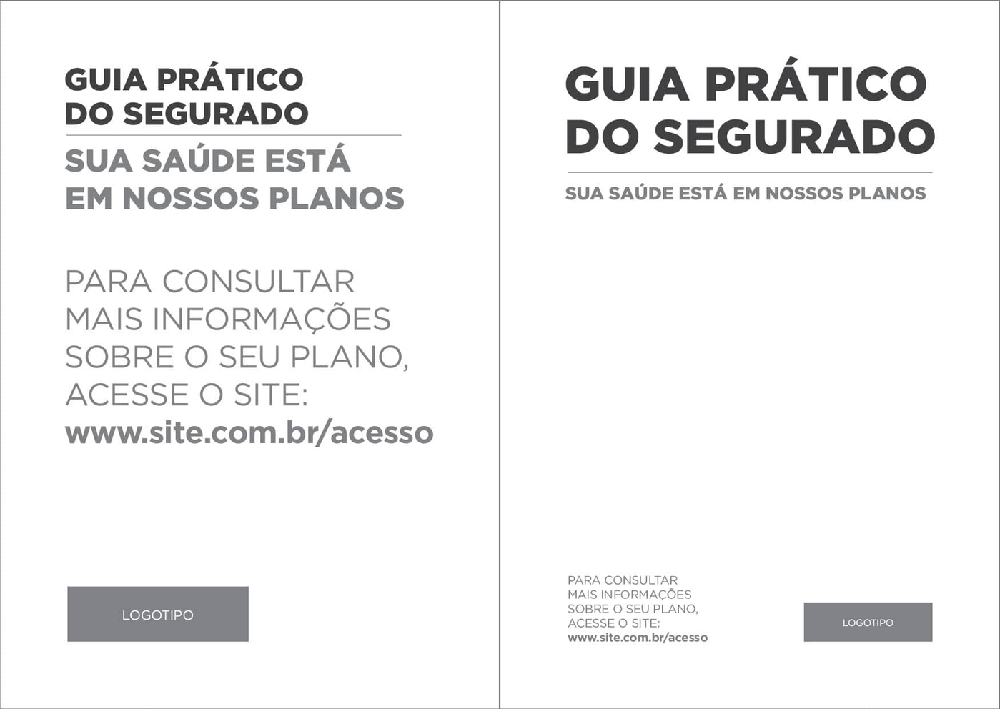 GUIA PRÁTICO
DO SEGURADO
SUA SAÚDE ESTÁ
EM NOSSOS PLANOS
PARA CONSULTAR
MAIS INFORMAÇÕES
SOBRE O SEU PLANO,
ACESSE O SITE:
www.site.com.br/acesso
LOGOTIPO
GUIA PRÁTICO
DO SEGURADO
SUA SAÚDE ESTÁ EM NOSSOS PLANOS
PARA CONSULTAR
MAIS INFORMAÇÕES
SOBRE O SEU PLANO,
ACESSE O SITE:
www.site.com.br/acesso
LOGOTIPO